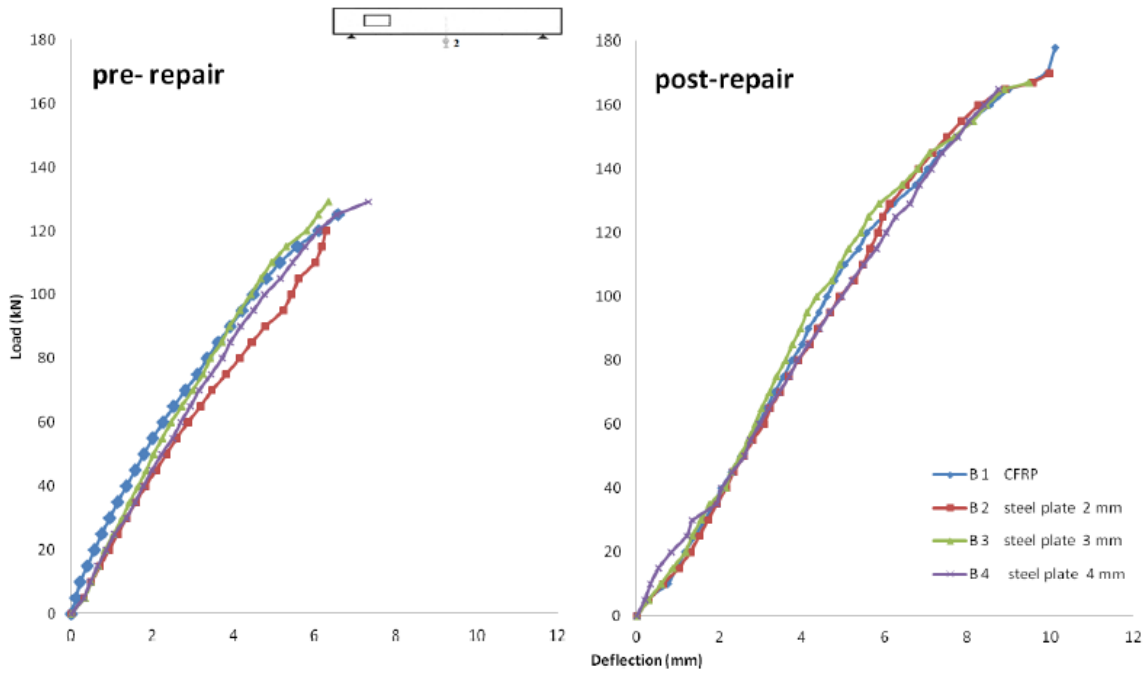 2
pre- repair
180
160
140
120
100
80
60
40
20
0
Load (kN)
0 2 4 6 8 10 12
post-repair
180
160
140
120
100
80
60
40
20
0
B 1 CFRP
B 2 steel plate 2 mm
B 3 steel plate 3 mm
B 4 steel plate 4 mm
0 2 4 6 8 10 12
Deflection (mm)